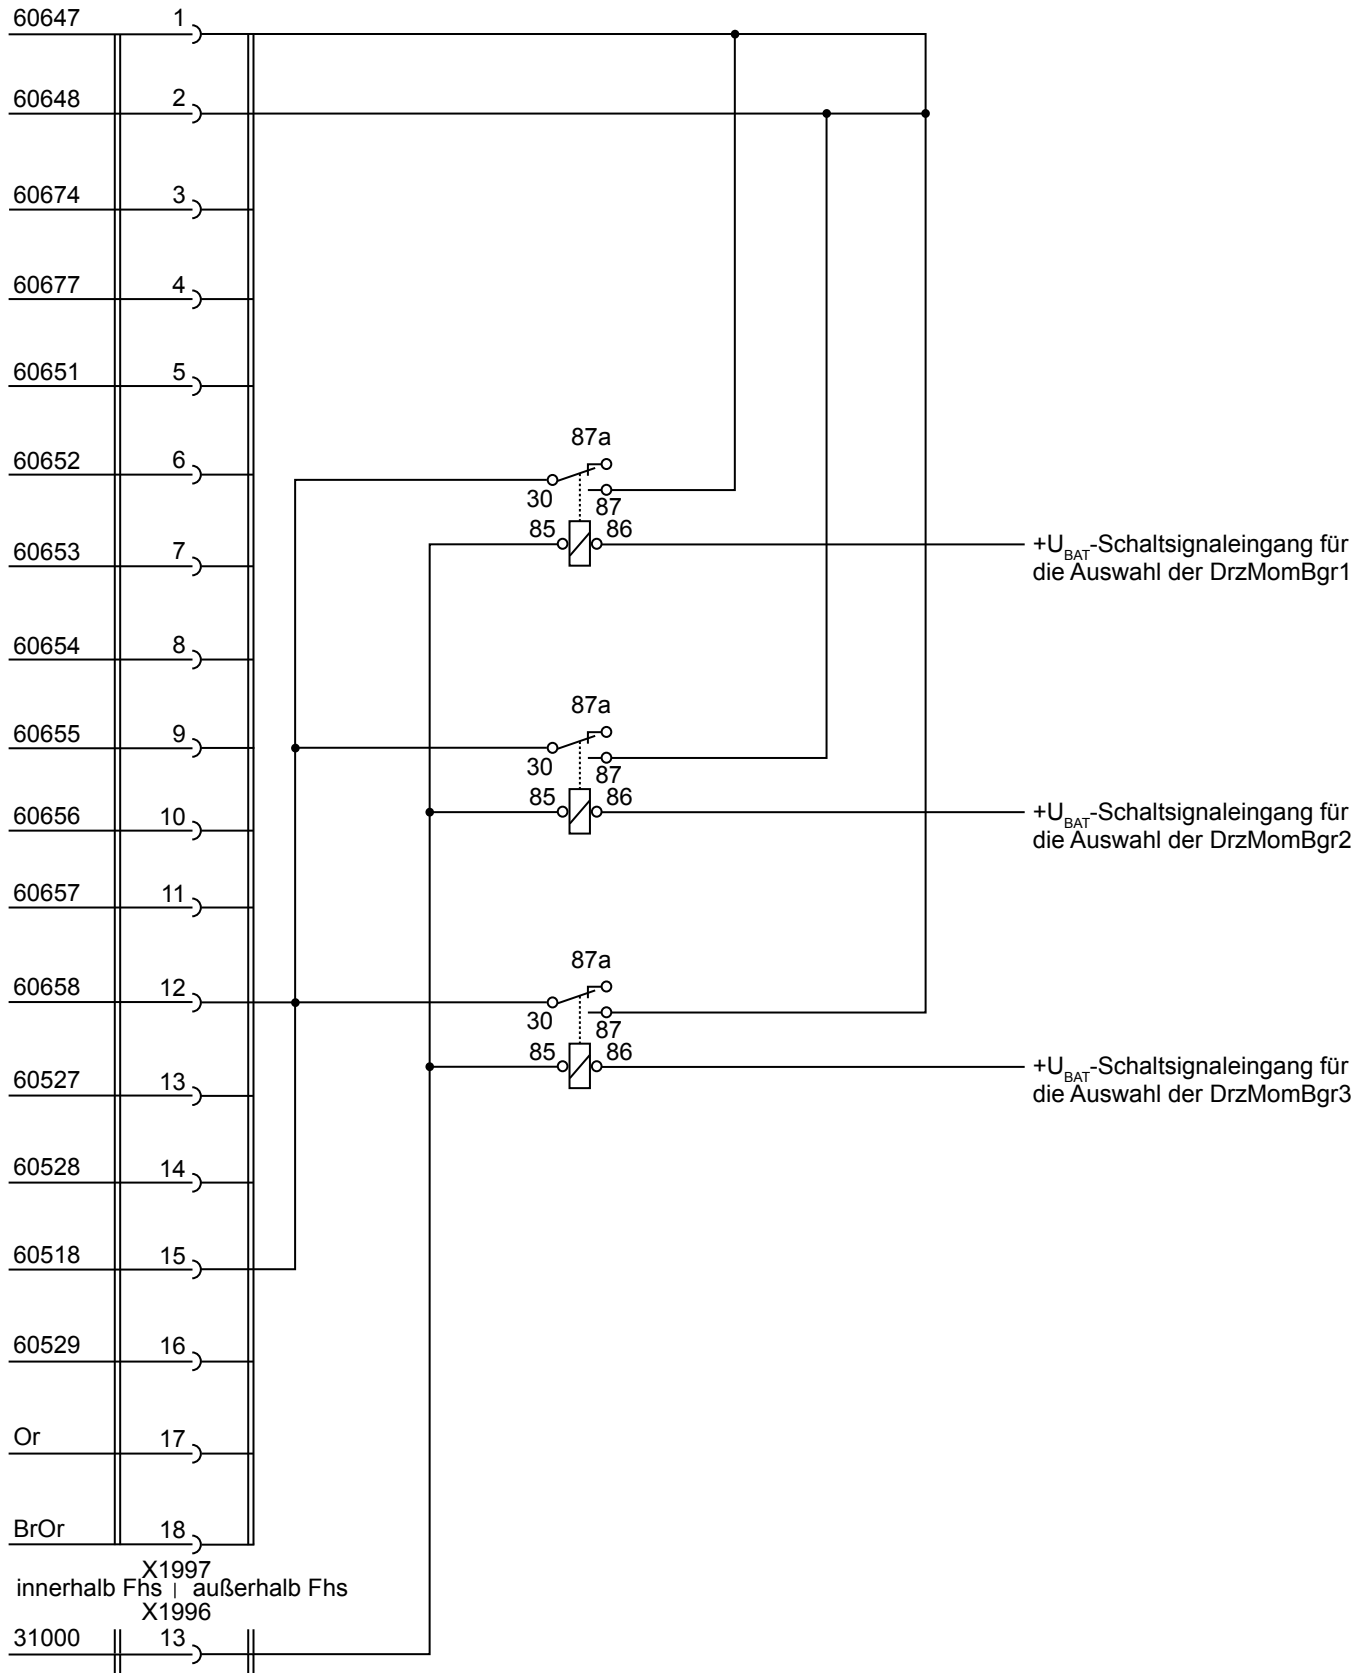 60647 1
60648 2
60674 3
60677 4
60651 5
60652 6
87a
30 87
85 86
60653 7
+UBAT-Schaltsignaleingang für
die Auswahl der DrzMomBgr1
60654 8
87a
60655 9
30 87
85 86
60656 10
+UBAT-Schaltsignaleingang für
die Auswahl der DrzMomBgr2
60657 11
87a
60658 12
30 87
85 86
60527 13
+UBAT-Schaltsignaleingang für
die Auswahl der DrzMomBgr3
60528 14
60518 15
60529 16
Or 17
BrOr 18
X1997
innerhalb Fhs | außerhalb Fhs
X1996
31000 13